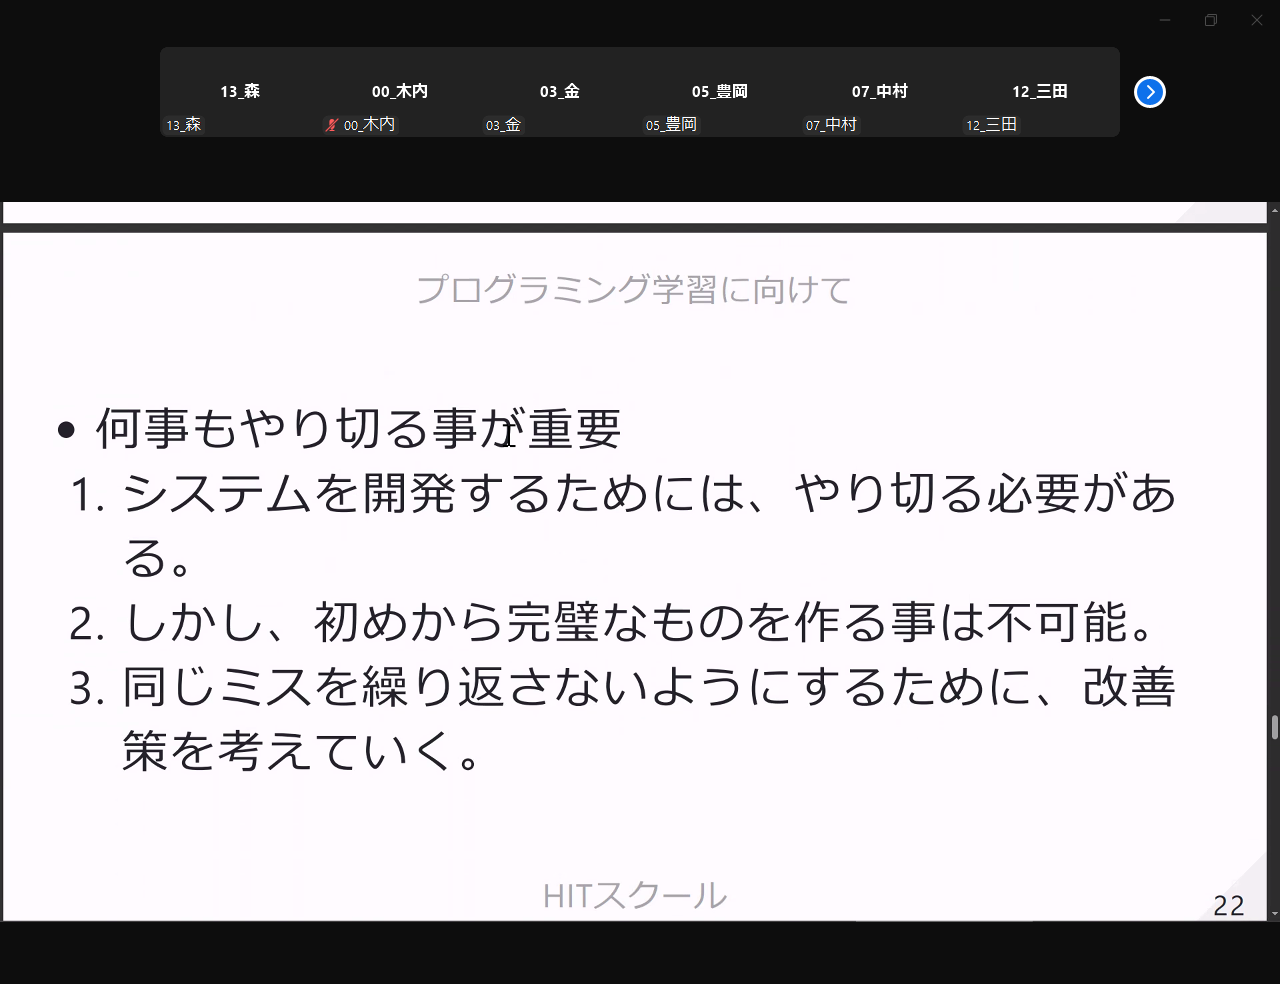 13_森
00_木内
03_金
05_豊岡
07_中村
12_三田
13_森
00_木内
03_金
05_豊岡
07_中村
12_三田
プログラミング学習に向けて
• 何事もやり切る事が重要
1. システムを開発するためには、やり切る必要があ
る。
2. しかし、初めから完璧なものを作る事は不可能。
3. 同じミスを繰り返さないようにするために、改善
策を考えていく。
HITスクール
22